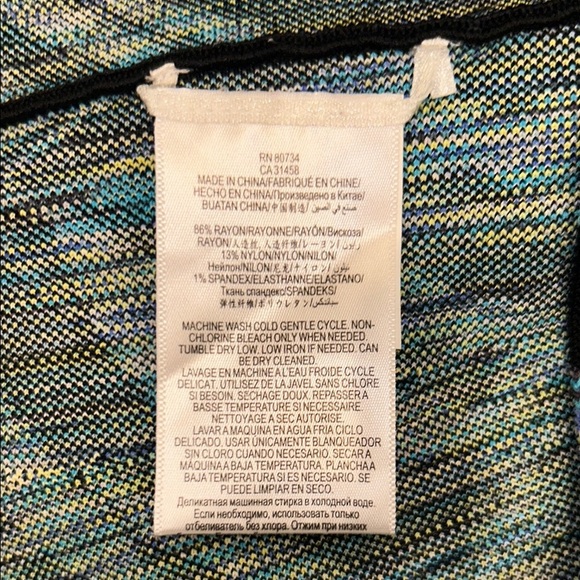 RN 80734
CA 31458
MADE IN CHINA/FABRIQUÉ EN CHINE/
HECHO EN CHINA/Произведено в Китае/
BUATAN CHINA/中国制造/ صنع في الصين/
86% RAYON/RAYONNE/RAYÓN/Вискоза/
RAYON/人造丝, 人造纤维/レーヨン/ رايون/
13% NYLON/NYLON/NILON/
Нейлон/NILON/尼龙/ナイロン/ نيلون/
1% SPANDEX/ELASTHANNE/ELASTANO/
Ткань спандекс/SPANDEKS/
弹性纤维/ポリウレタン/ سباندكس/
MACHINE WASH COLD GENTLE CYCLE. NON-
CHLORINE BLEACH ONLY WHEN NEEDED.
TUMBLE DRY LOW. LOW IRON IF NEEDED. CAN
BE DRY CLEANED.
LAVAGE EN MACHINE A L'EAU FROIDE CYCLE
DELICAT. UTILISEZ DE LA JAVEL SANS CHLORE
SI BESOIN. SÉCHAGE DOUX. REPASSER A
BASSE TEMPERATURE SI NECESSAIRE.
NETTOYAGE A SEC AUTORISE.
LAVAR A MAQUINA EN AGUA FRIA CICLO
DELICADO. USAR ÚNICAMENTE BLANQUEADOR
SIN CLORO CUANDO NECESARIO. SECAR A
MÁQUINA A BAJA TEMPERATURA. PLANCHA A
BAJA TEMPERATURA SI ES NECESARIO. SE
PUEDE LIMPIAR EN SECO.
Деликатная машинная стирка в холодной воде.
Если необходимо, использовать только
отбеливатель без хлора. Отжим при низких